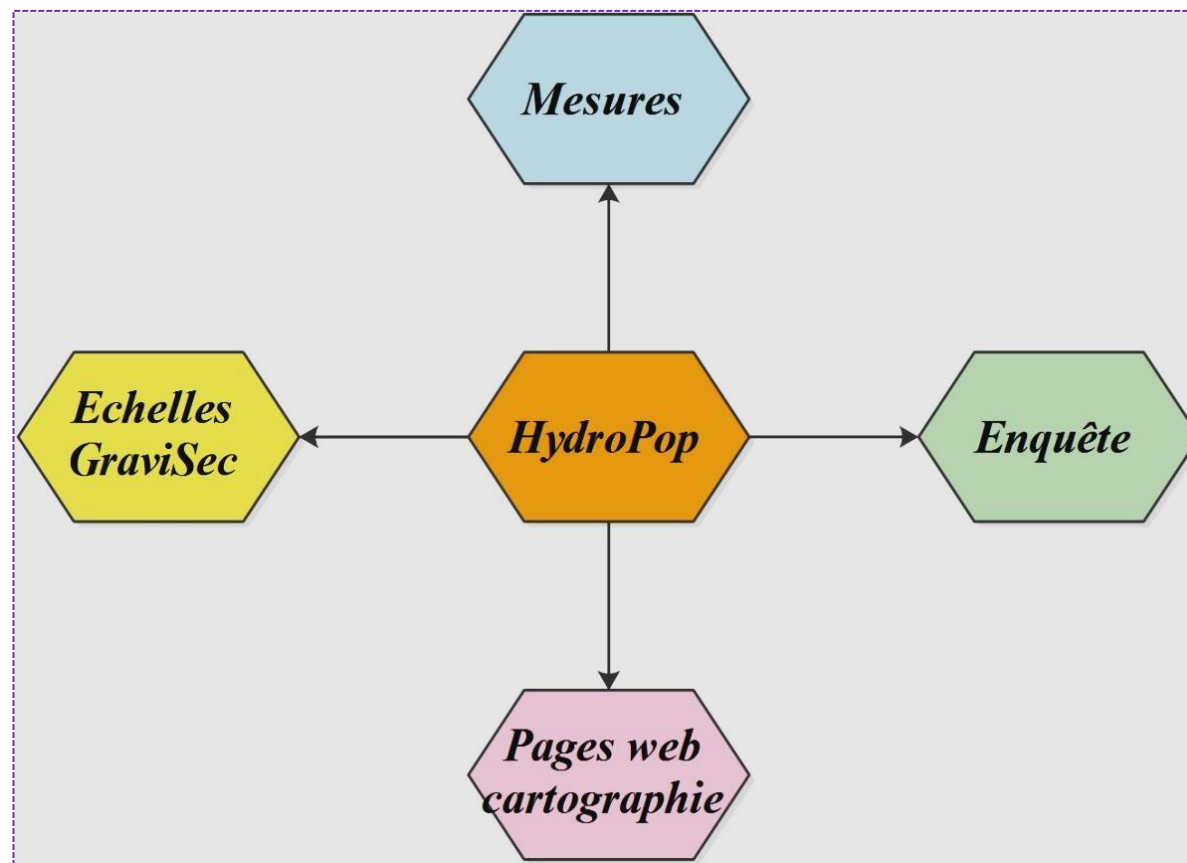 Mesures
Echelles
GraviSec
HydroPop
Enquête
Pages web
cartographie